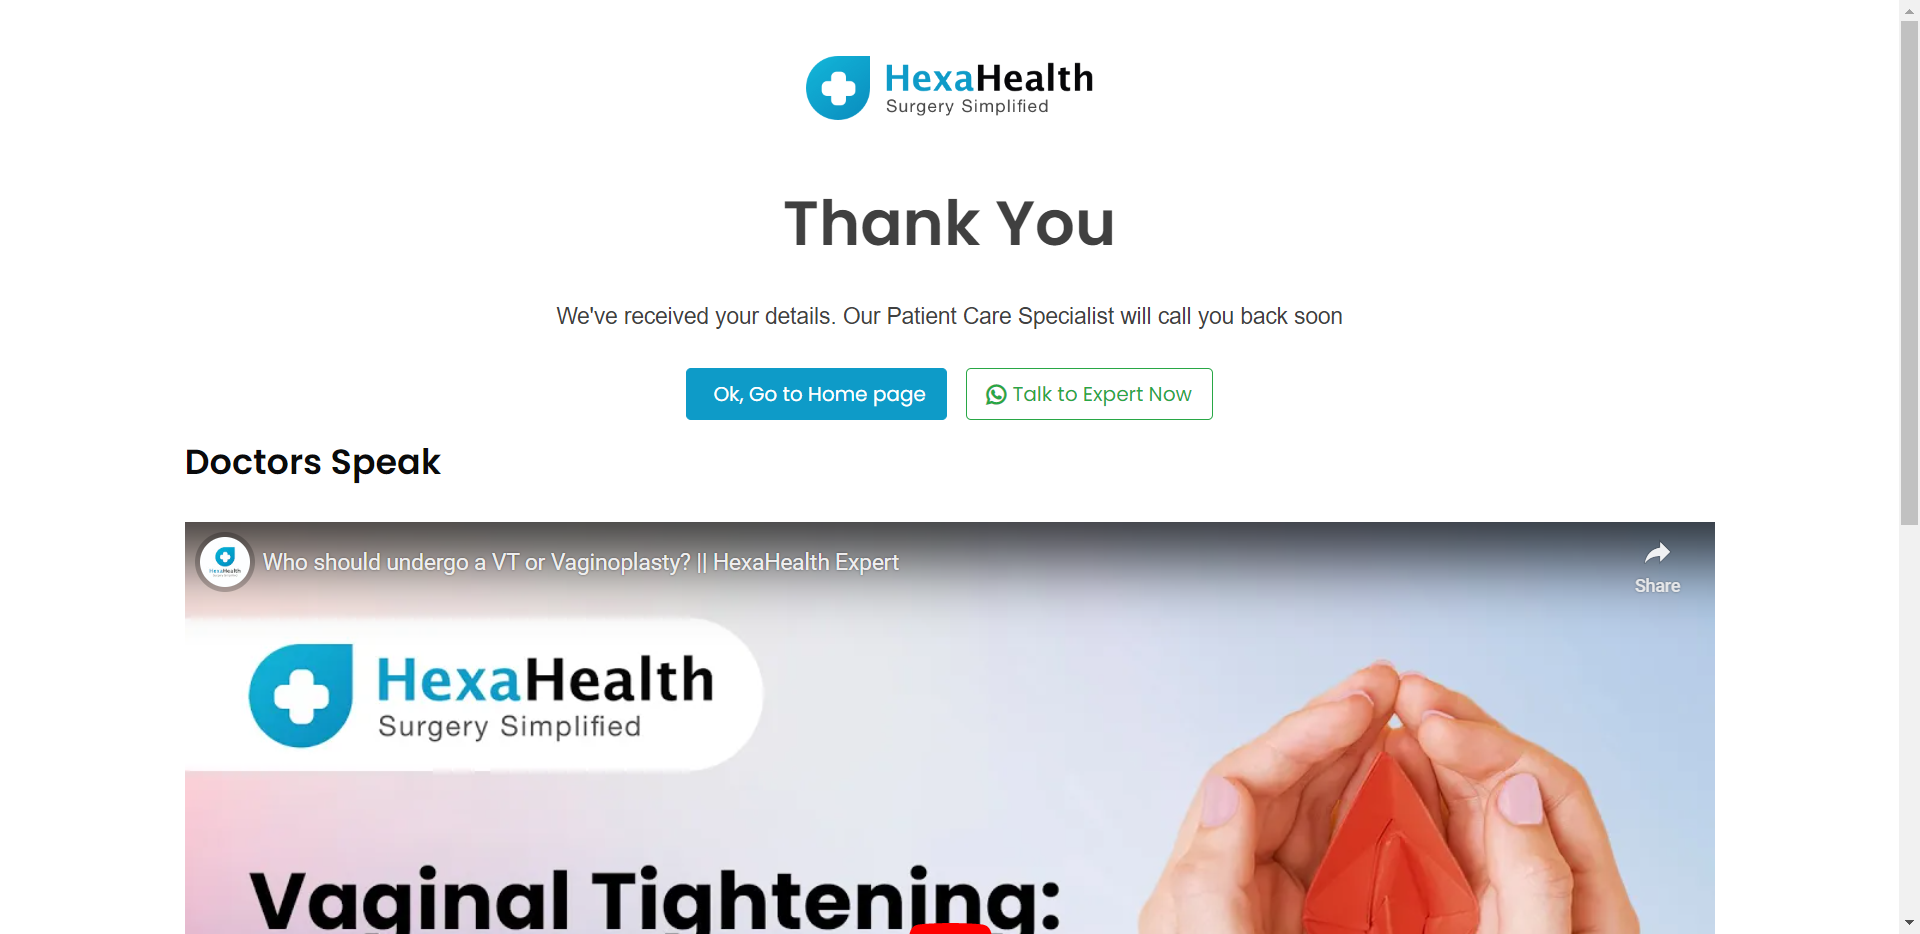 HexaHealth
Surgery Simplified
Thank You
We've received your details. Our Patient Care Specialist will call you back soon
Ok, Go to Home page
Talk to Expert Now
Doctors Speak
Who should undergo a VT or Vaginoplasty? || HexaHealth Expert
Share
HexaHealth
Surgery Simplified
Vaginal Tightening: